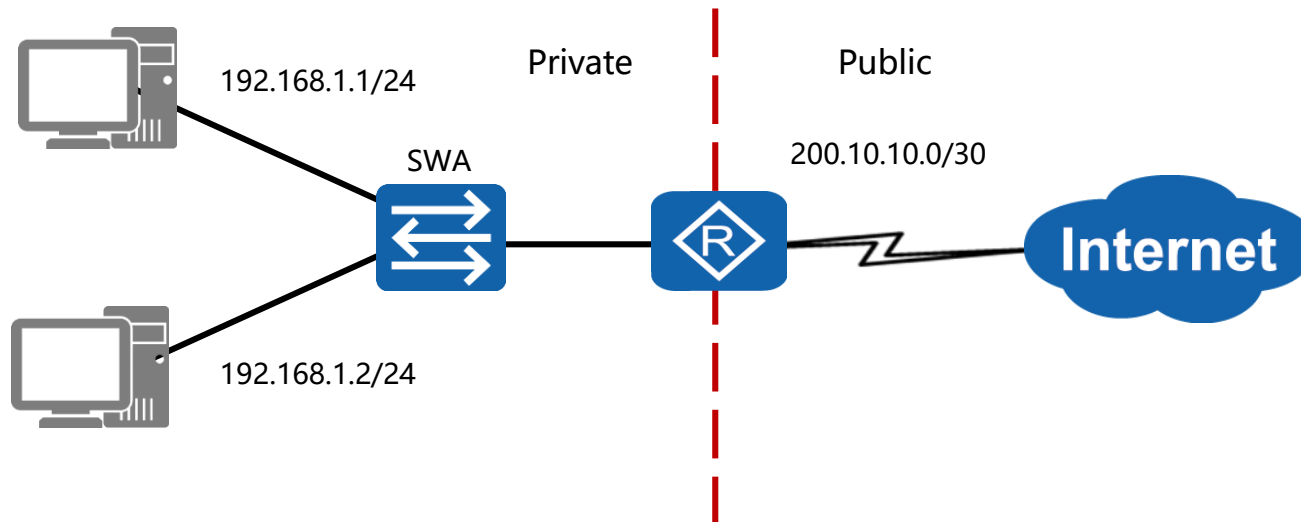 Private
Public
192.168.1.1/24
SWA
200.10.10.0/30
R
Internet
192.168.1.2/24